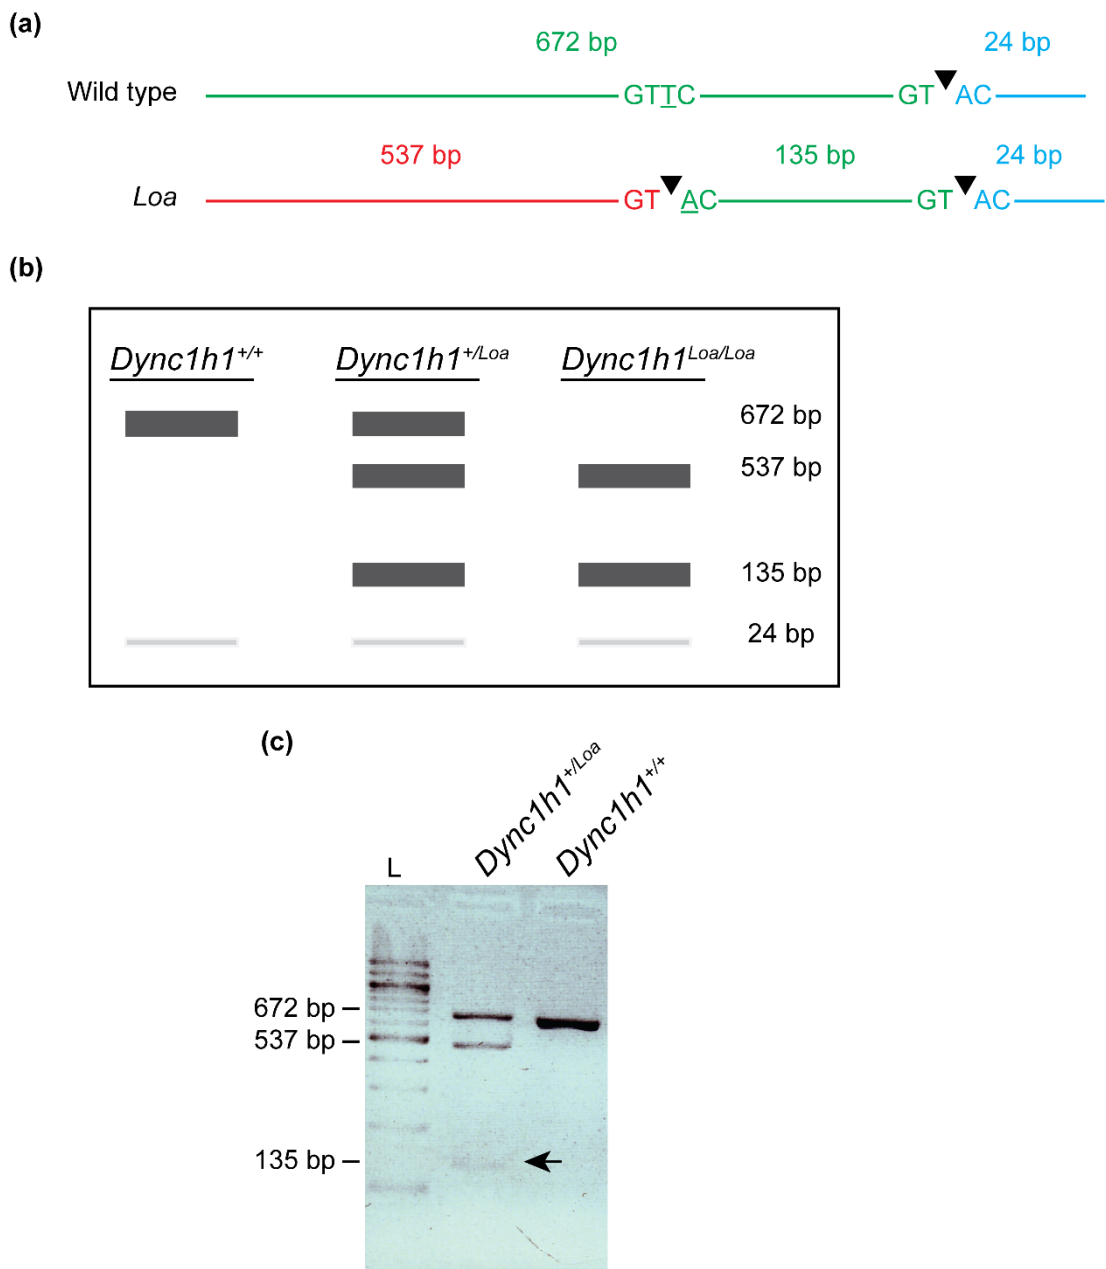 (a)
672 bp 24 bp
Wild type GTTC GT AC
537 bp 135 bp 24 bp
Loa GT AC GT AC
(b)
Dync1h1+/+ Dync1h1+/Loa Dync1h1Loa/Loa
672 bp
537 bp
135 bp
24 bp
(c)
Dync1h1+/Loa
Dync1h1+/+
L
672 bp
537 bp
135 bp